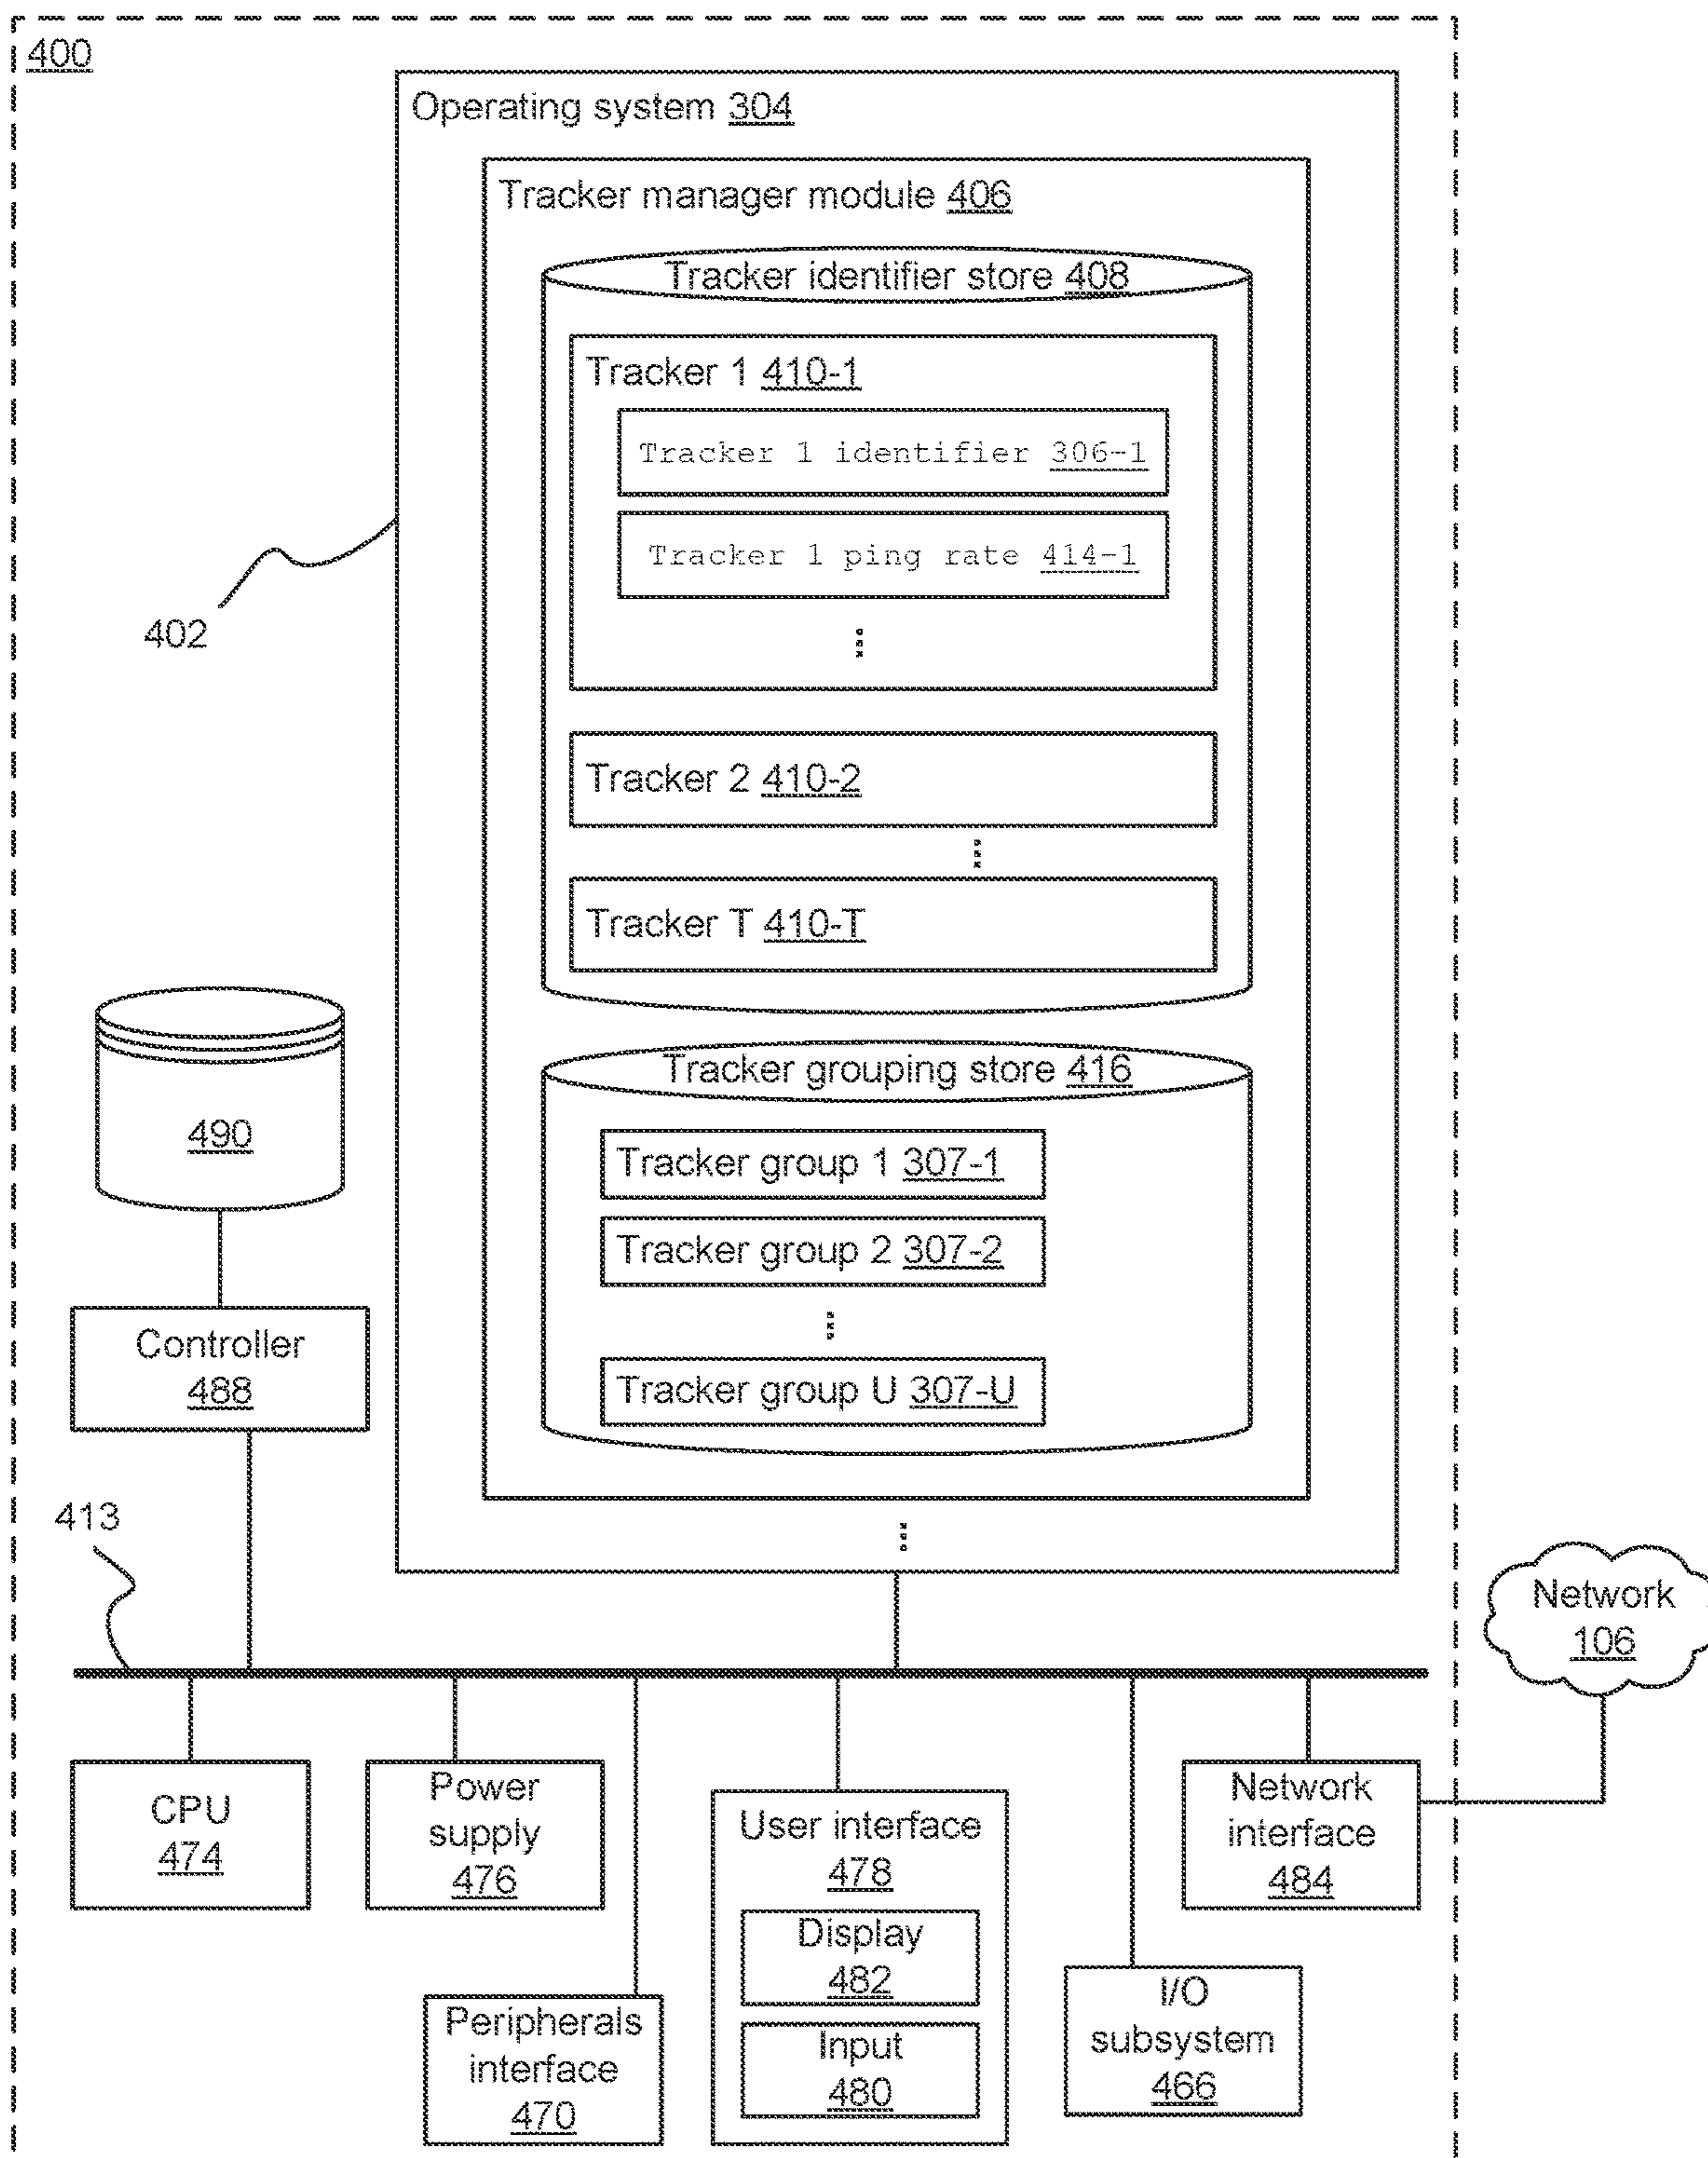 400
Operating system 304
Tracker manager module 406
Tracker identifier store 408
Tracker 1 410-1
Tracker 1 identifier 306-1
Tracker 1 ping rate 414-1
⋮
402
Tracker 2 410-2
⋮
Tracker T 410-T
Tracker grouping store 416
490
Tracker group 1 307-1
Tracker group 2 307-2
⋮
Controller
488
Tracker group U 307-U
413
⋮
Network
106
CPU
474
Power
supply
476
User interface
478
Display
482
Input
480
Network
interface
484
Peripherals
interface
470
I/O
subsystem
466